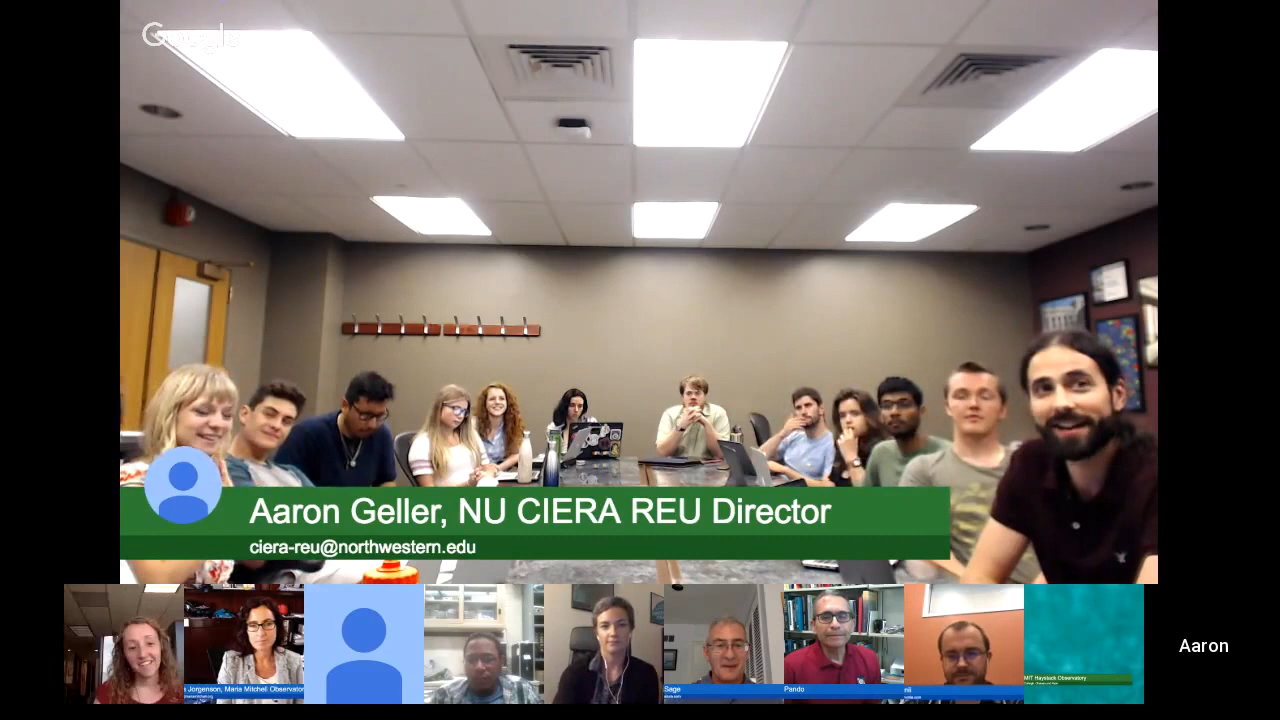 Google
Aaron Geller, NU CIERA REU Director
ciera-reu@northwestern.edu
Jorgenson, Maria Mitchell Observator
Sage
Pando
MIT Haystack Observatory
Aaron